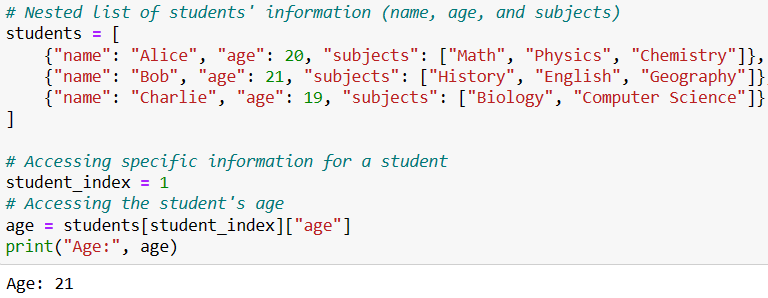 # Nested list of students' information (name, age, and subjects)
students = [
    {"name": "Alice", "age": 20, "subjects": ["Math", "Physics", "Chemistry"]},
    {"name": "Bob", "age": 21, "subjects": ["History", "English", "Geography"]}
    {"name": "Charlie", "age": 19, "subjects": ["Biology", "Computer Science"]}
]

# Accessing specific information for a student
student_index = 1
# Accessing the student's age
age = students[student_index]["age"]
print("Age:", age)
Age: 21